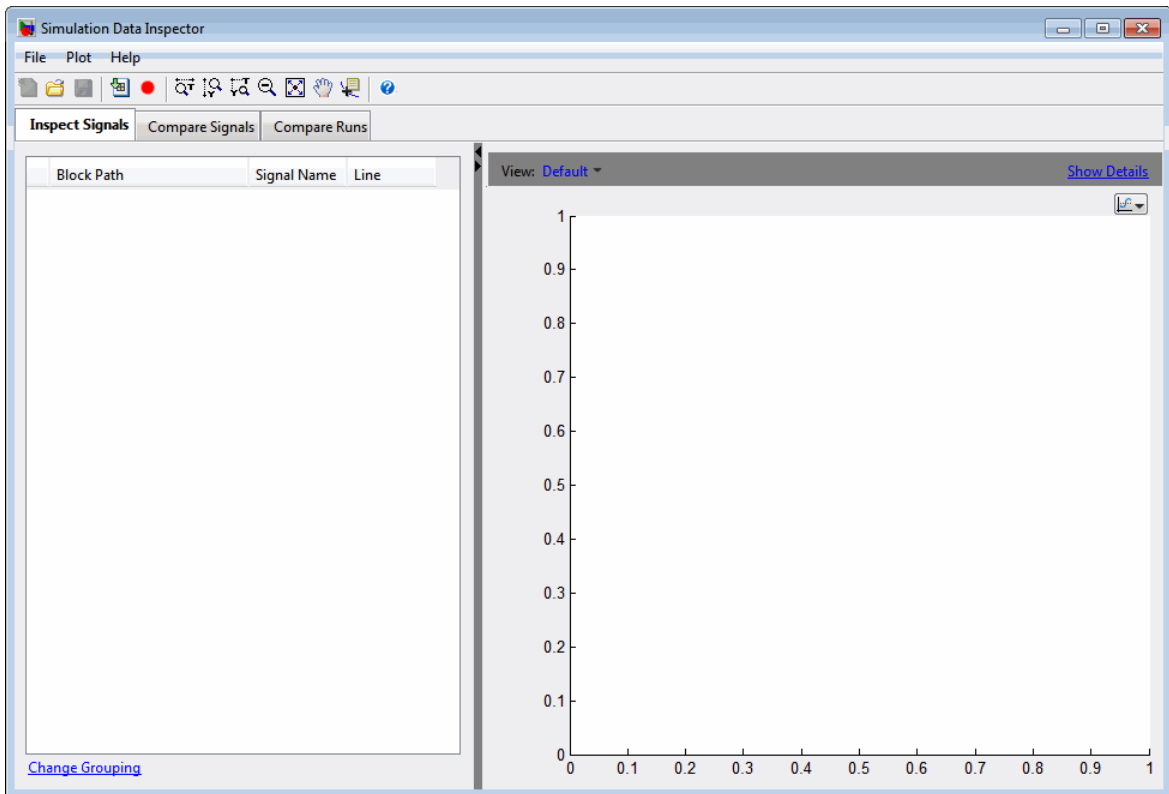 Simulation Data Inspector
File Plot Help
Inspect Signals Compare Signals Compare Runs
Block Path Signal Name Line
View: Default Show Details
1
0.9
0.8
0.7
0.6
0.5
0.4
0.3
0.2
0.1
0
0 0.1 0.2 0.3 0.4 0.5 0.6 0.7 0.8 0.9 1
Change Grouping